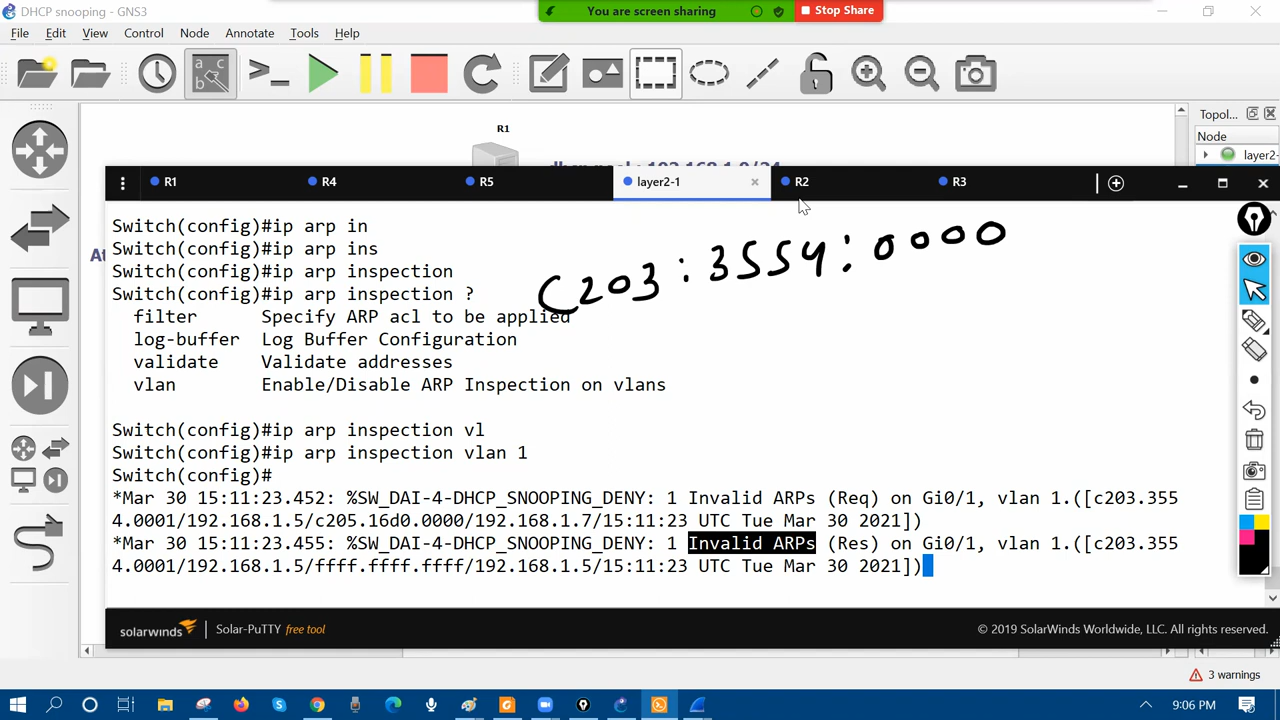 DHCP snooping - GNS3
You are screen sharing
Stop Share
File Edit View Control Node Annotate Tools Help
R1
Topol...
Node
layer2-
R1 R4 R5 layer2-1 R2 R3
Switch(config)#ip arp in
Switch(config)#ip arp ins
Switch(config)#ip arp inspection
Switch(config)#ip arp inspection ?
filter Specify ARP acl to be applied
log-buffer Log Buffer Configuration
validate Validate addresses
vlan Enable/Disable ARP Inspection on vlans
C203:3554:0000
Switch(config)#ip arp inspection vl
Switch(config)#ip arp inspection vlan 1
Switch(config)#
*Mar 30 15:11:23.452: %SW_DAI-4-DHCP_SNOOPING_DENY: 1 Invalid ARPs (Req) on Gi0/1, vlan 1.([c203.355
4.0001/192.168.1.5/c205.16d0.0000/192.168.1.7/15:11:23 UTC Tue Mar 30 2021])
*Mar 30 15:11:23.455: %SW_DAI-4-DHCP_SNOOPING_DENY: 1 Invalid ARPs (Res) on Gi0/1, vlan 1.([c203.355
4.0001/192.168.1.5/ffff.ffff.ffff/192.168.1.5/15:11:23 UTC Tue Mar 30 2021])
solarwinds Solar-PuTTY free tool
© 2019 SolarWinds Worldwide, LLC. All rights reserved.
3 warnings
9:06 PM